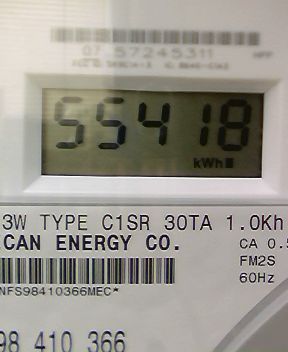 07 57245311
55418
kWh
3W TYPE C1SR 30TA 1.0Kh
CAN ENERGY CO.
CA 0.5
FM2S
60Hz
NFS98410366MEC*
98 410 366